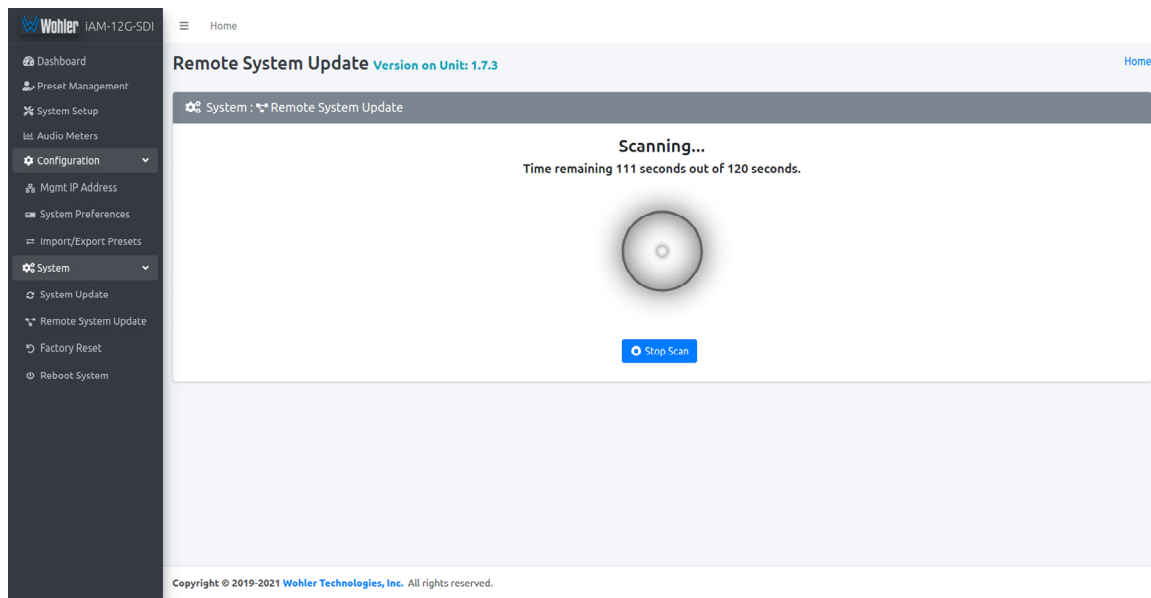 Wohler iAM-12G-SDI
Home
Dashboard
Preset Management
System Setup
Audio Meters
Configuration
Mgmt IP Address
System Preferences
Import/Export Presets
System
System Update
Remote System Update
Factory Reset
Reboot System
Remote System Update Version on Unit: 1.7.3
Home
System : Remote System Update
Scanning...
Time remaining 111 seconds out of 120 seconds.
Stop Scan
Copyright © 2019-2021 Wohler Technologies, Inc. All rights reserved.